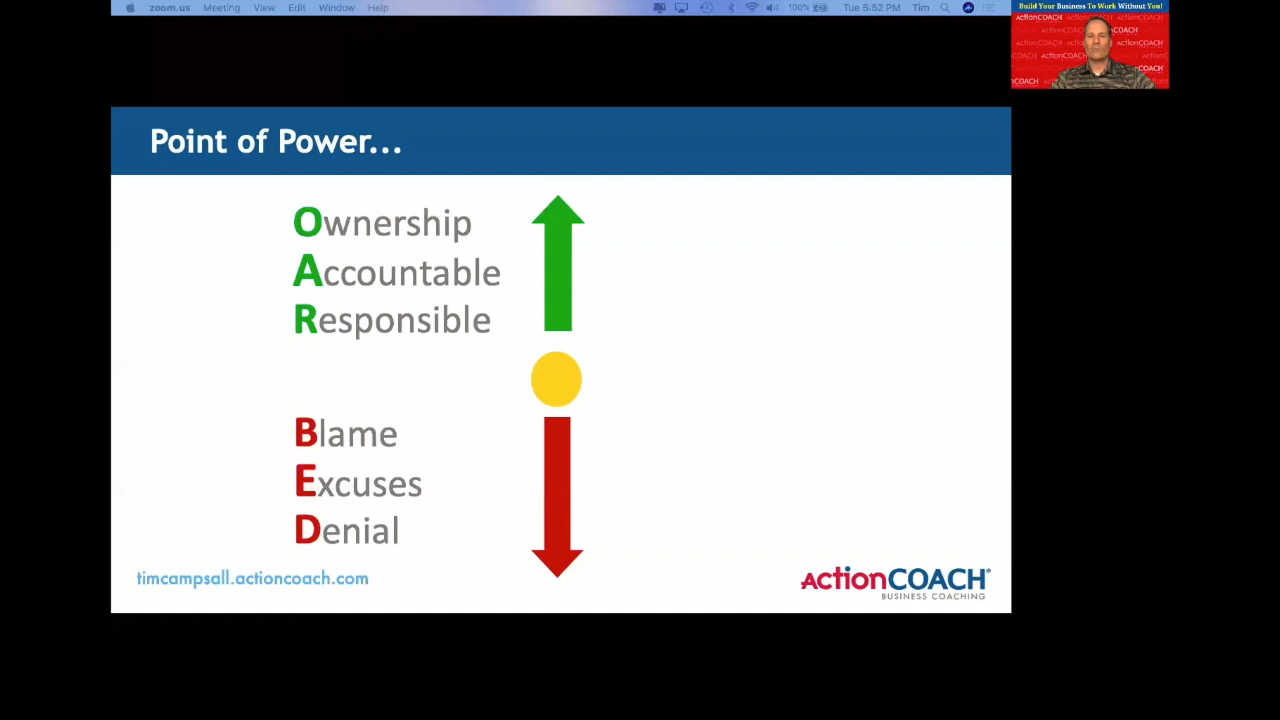 zoom.us Meeting View Edit Window Help 100% Tue 5:52 PM Tim
Build Your Business To Work Without You!
ActionCOACH
Point of Power...
Ownership
Accountable
Responsible
Blame
Excuses
Denial
timcampsall.actioncoach.com
ActionCOACH®
BUSINESS COACHING